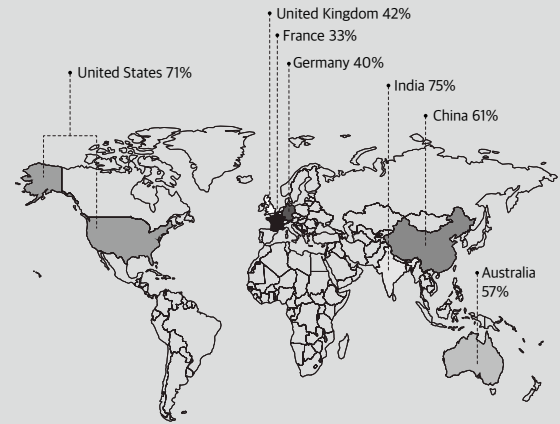 United Kingdom 42%
France 33%
Germany 40%
United States 71%
India 75%
China 61%
Australia
57%